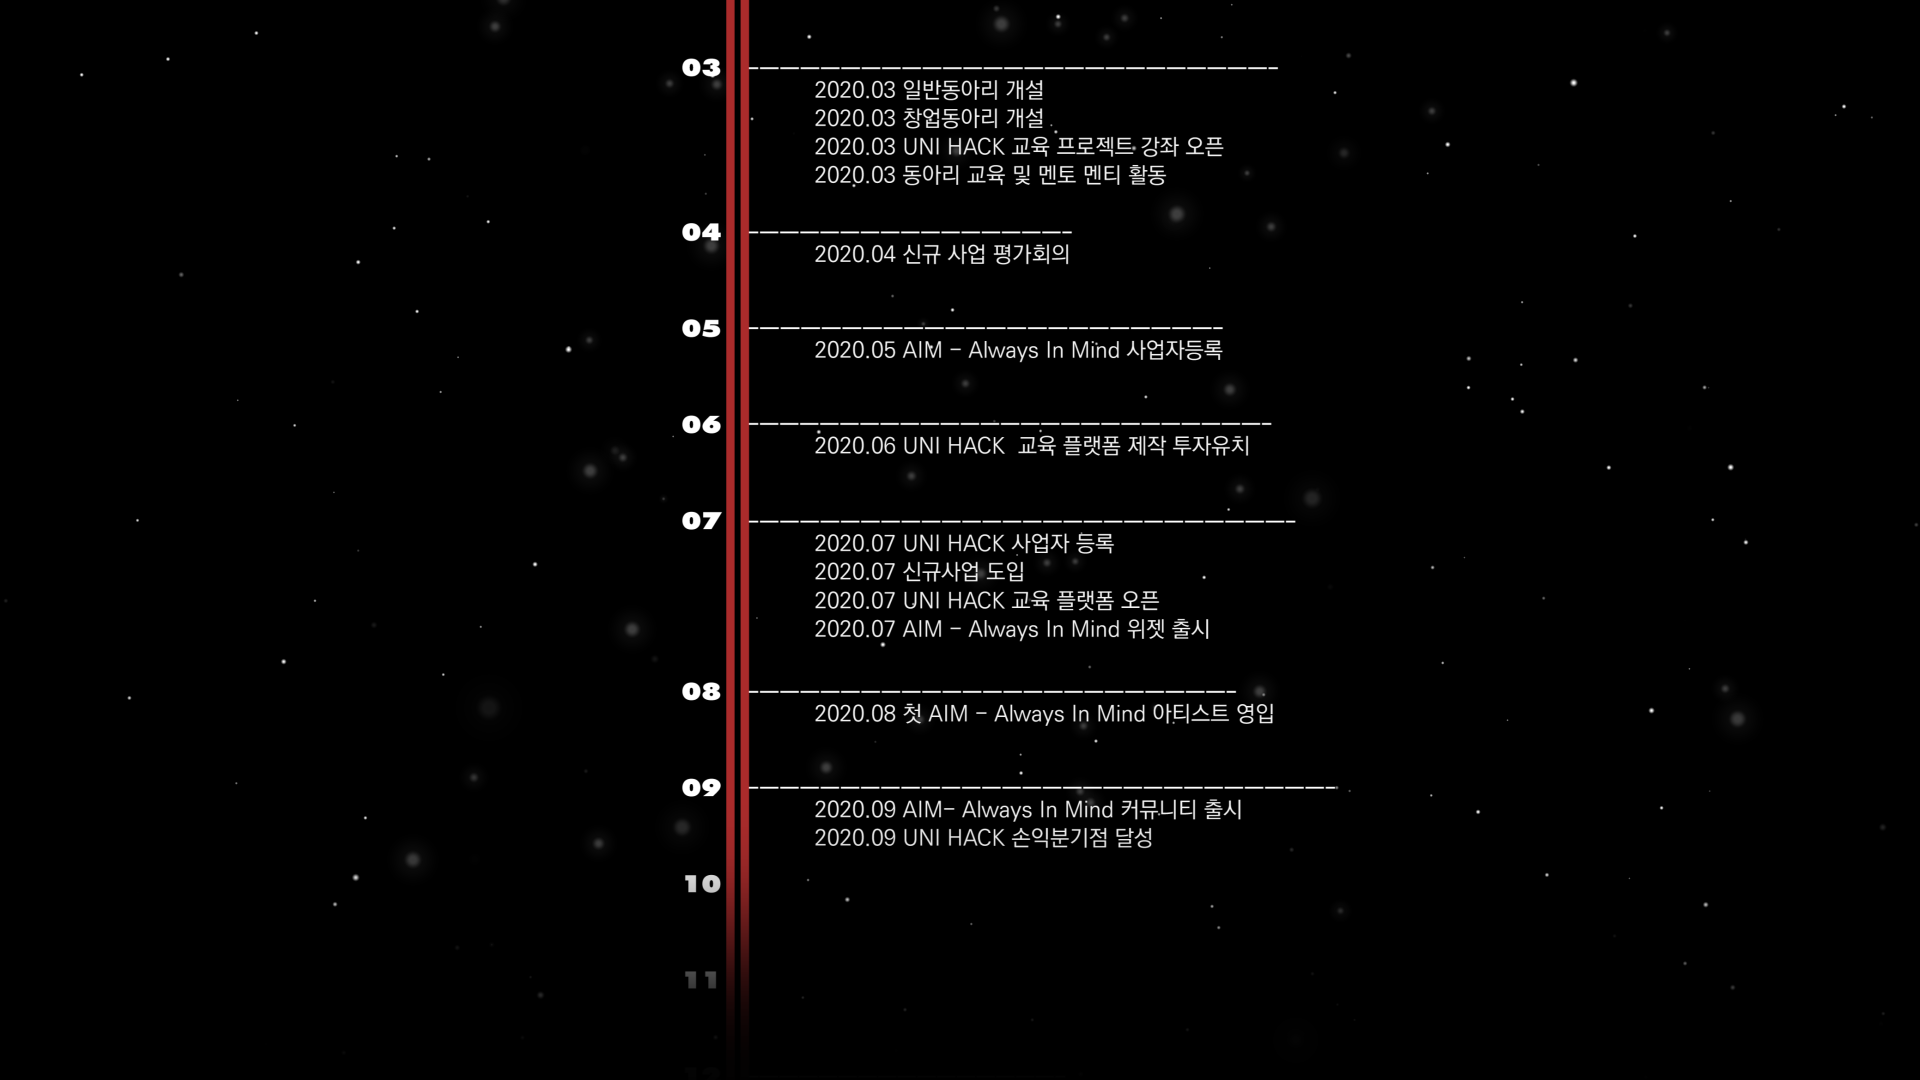 03
2020.03 일반동아리 개설
2020.03 창업동아리 개설
2020.03 UNI HACK 교육 프로젝트 강좌 오픈
2020.03 동아리 교육 및 멘토 멘티 활동
04
2020.04 신규 사업 평가회의
05
2020.05 AIM - Always In Mind 사업자등록
06
2020.06 UNI HACK  교육 플랫폼 제작 투자유치
07
2020.07 UNI HACK 사업자 등록
2020.07 신규사업 도입
2020.07 UNI HACK 교육 플랫폼 오픈
2020.07 AIM - Always In Mind 위젯 출시
08
2020.08 첫 AIM - Always In Mind 아티스트 영입
09
2020.09 AIM- Always In Mind 커뮤니티 출시
2020.09 UNI HACK 손익분기점 달성
10
11
12